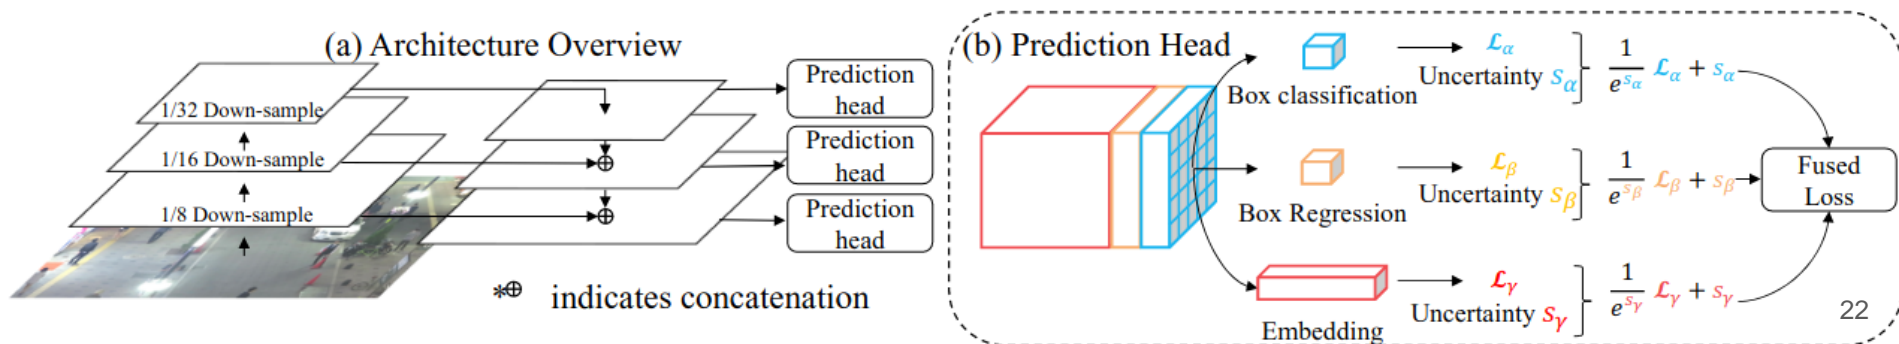 (a) Architecture Overview
1/32 Down-sample
1/16 Down-sample
1/8 Down-sample
Prediction
head
Prediction
head
Prediction
head
*⊕ indicates concatenation
(b) Prediction Head
Box classification
ℒα
Uncertainty sα
1/e^sα ℒα + sα
Box Regression
ℒβ
Uncertainty sβ
1/e^sβ ℒβ + sβ
Embedding
ℒγ
Uncertainty sγ
1/e^sγ ℒγ + sγ
Fused
Loss
22